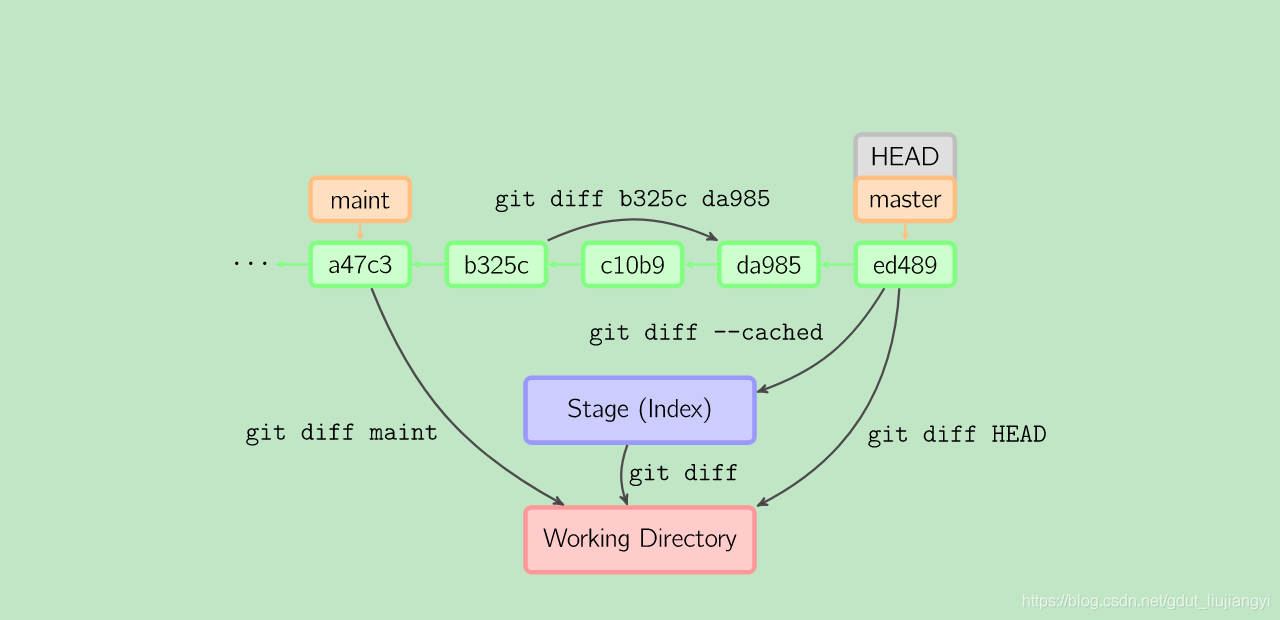 HEAD
maint
git diff b325c da985
master
...
a47c3
b325c
c10b9
da985
ed489
git diff --cached
Stage (Index)
git diff maint
git diff HEAD
git diff
Working Directory
https://blog.csdn.net/gdut_liujiangyi